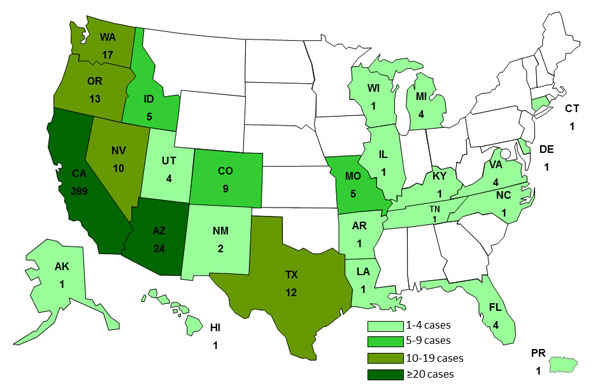 WA
17
OR
13
ID
5
NV
10
CA
399
UT
4
CO
9
AZ
24
NM
2
TX
12
WI
1
MI
4
IL
1
MO
5
KY
1
VA
4
TN
1
NC
1
AR
1
LA
1
FL
4
CT
1
DE
1
AK
1
HI
1
PR
1
1-4 cases
5-9 cases
10-19 cases
≥20 cases